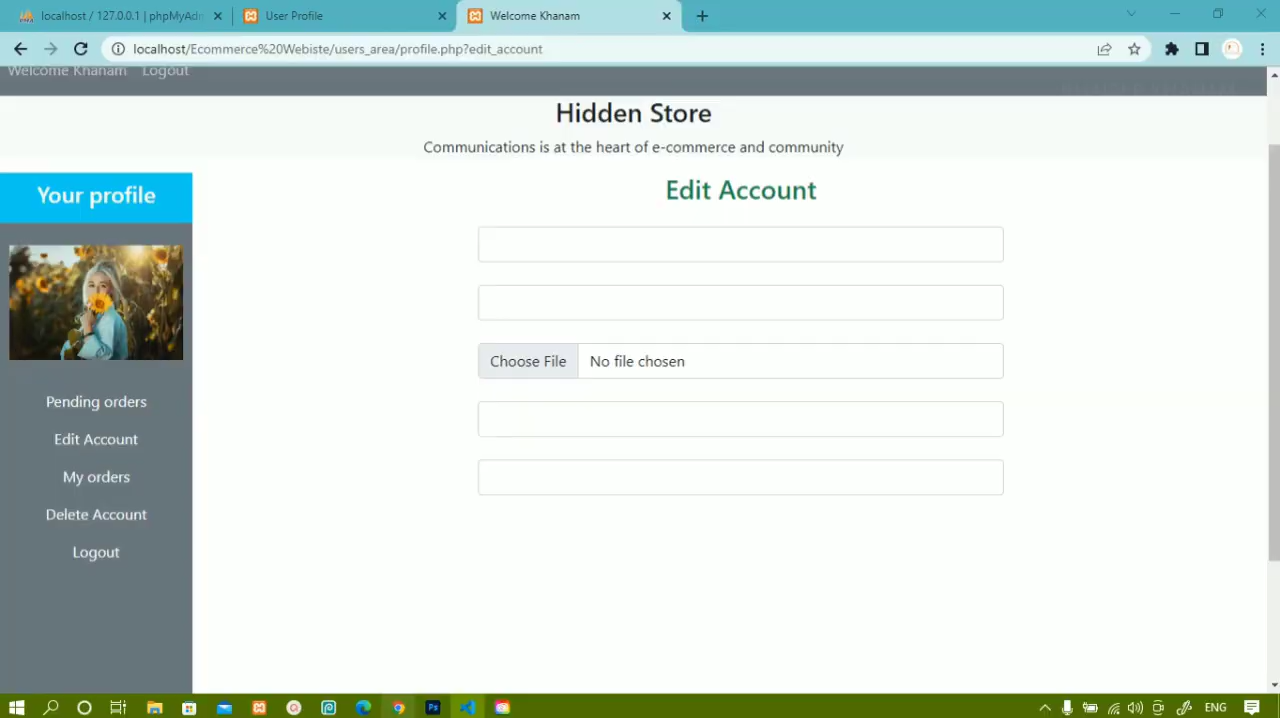 localhost / 127.0.0.1 | phpMyAdm
User Profile
Welcome Khanam
localhost/Ecommerce%20Webiste/users_area/profile.php?edit_account
Welcome Khanam Logout
Hidden Store
Communications is at the heart of e-commerce and community
Your profile
Edit Account
Choose File No file chosen
Pending orders
Edit Account
My orders
Delete Account
Logout
Ps
ENG